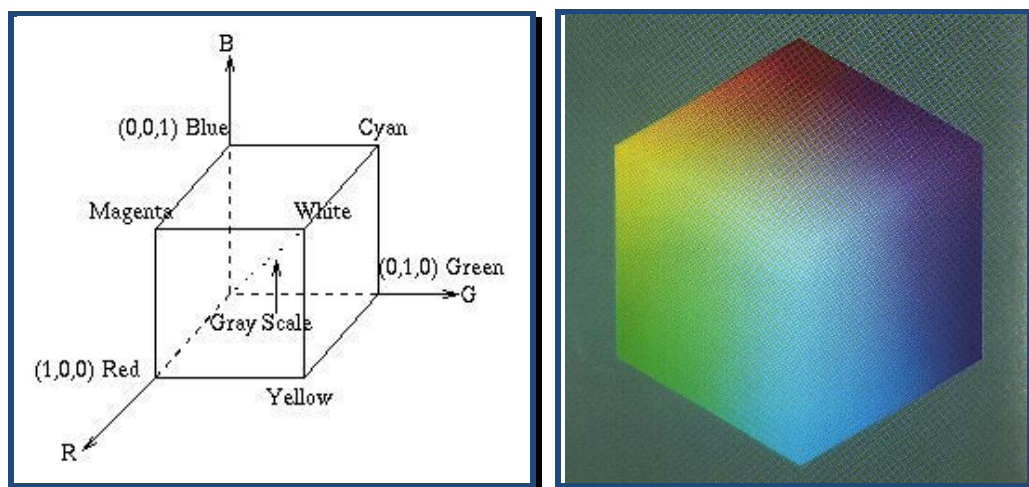 B
(0,0,1) Blue
Cyan
Magenta
White
(0,1,0) Green
G
Gray Scale
(1,0,0) Red
Yellow
R